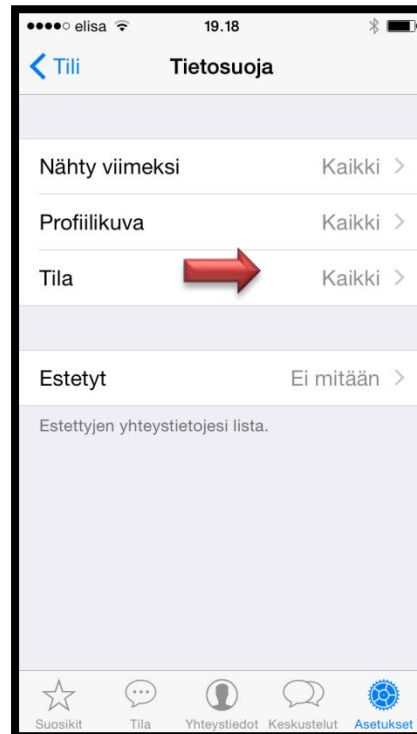 elisa 19.18
Tili Tietosuoja
Nähty viimeksi Kaikki
Profiilikuva Kaikki
Tila Kaikki
Estetyt Ei mitään
Estettyjen yhteystietojesi lista.
Suosikit Tila Yhteystiedot Keskustelut Asetukset